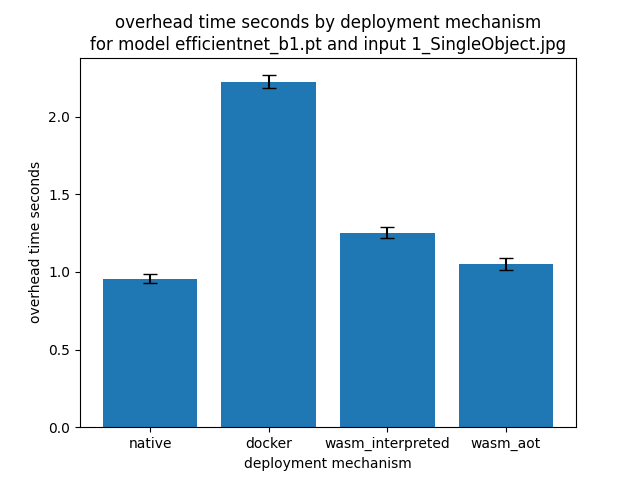 overhead time seconds by deployment mechanism
for model efficientnet_b1.pt and input 1_SingleObject.jpg
overhead time seconds
2.0
1.5
1.0
0.5
0.0
native
docker
wasm_interpreted
wasm_aot
deployment mechanism